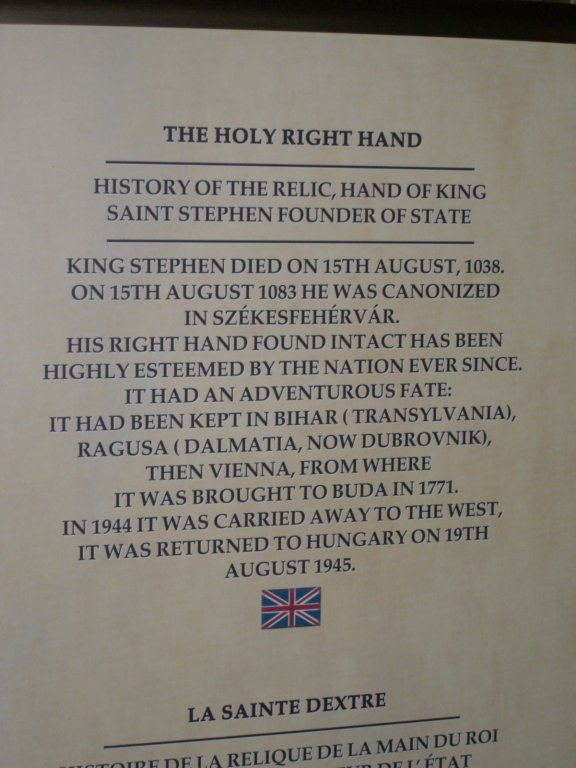 THE HOLY RIGHT HAND
HISTORY OF THE RELIC, HAND OF KING
SAINT STEPHEN FOUNDER OF STATE
KING STEPHEN DIED ON 15TH AUGUST, 1038.
ON 15TH AUGUST 1083 HE WAS CANONIZED
IN SZÉKESFEHÉRVÁR.
HIS RIGHT HAND FOUND INTACT HAS BEEN
HIGHLY ESTEEMED BY THE NATION EVER SINCE.
IT HAD AN ADVENTUROUS FATE:
IT HAD BEEN KEPT IN BIHAR ( TRANSYLVANIA),
RAGUSA ( DALMATIA, NOW DUBROVNIK),
THEN VIENNA, FROM WHERE
IT WAS BROUGHT TO BUDA IN 1771.
IN 1944 IT WAS CARRIED AWAY TO THE WEST,
IT WAS RETURNED TO HUNGARY ON 19TH
AUGUST 1945.
LA SAINTE DEXTRE
HISTOIRE DE LA RELIQUE DE LA MAIN DU ROI
DE L' ÉTAT